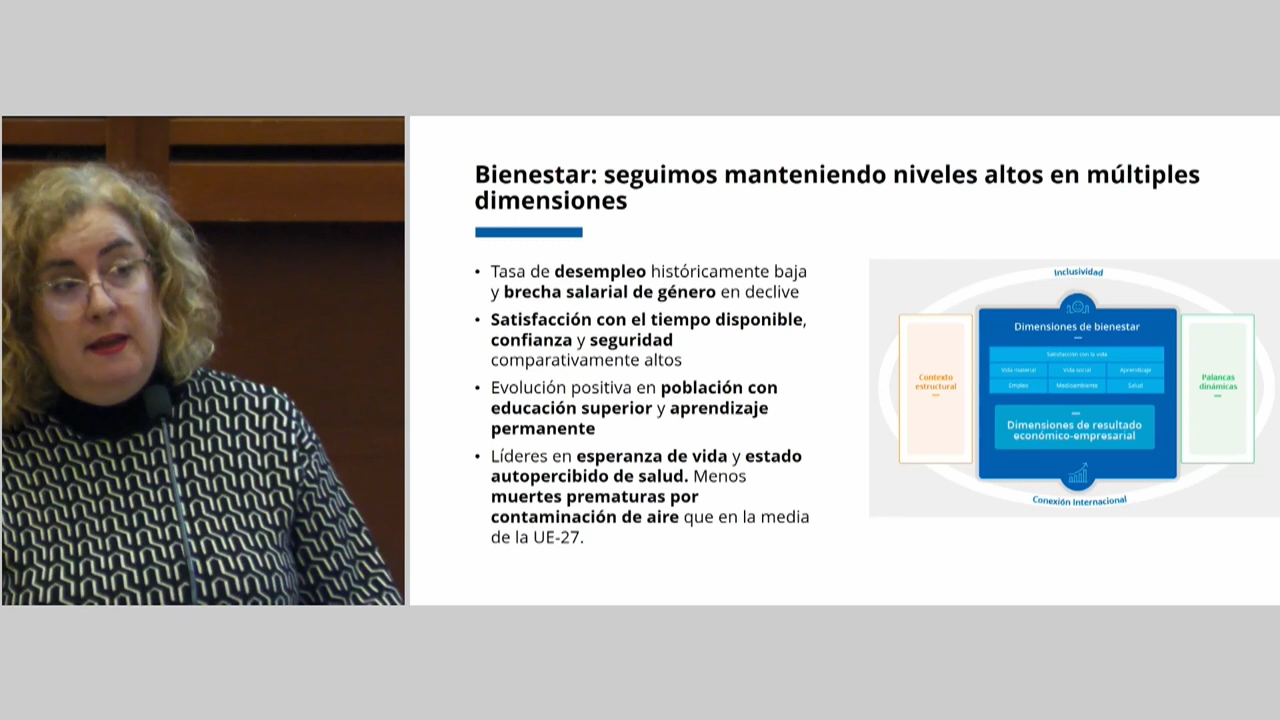 Bienestar: seguimos manteniendo niveles altos en múltiples
dimensiones
• Tasa de desempleo históricamente baja
y brecha salarial de género en declive
• Satisfacción con el tiempo disponible,
confianza y seguridad
comparativamente altos
• Evolución positiva en población con
educación superior y aprendizaje
permanente
• Líderes en esperanza de vida y estado
autopercibido de salud. Menos
muertes prematuras por
contaminación de aire que en la media
de la UE-27.
Inclusividad
Contexto
estructural
Dimensiones de bienestar
Satisfacción con la vida
Vida material Vida social Aprendizaje
Empleo Medioambiente Salud
Dimensiones de resultado
económico-empresarial
Palancas
dinámicas
Conexión Internacional